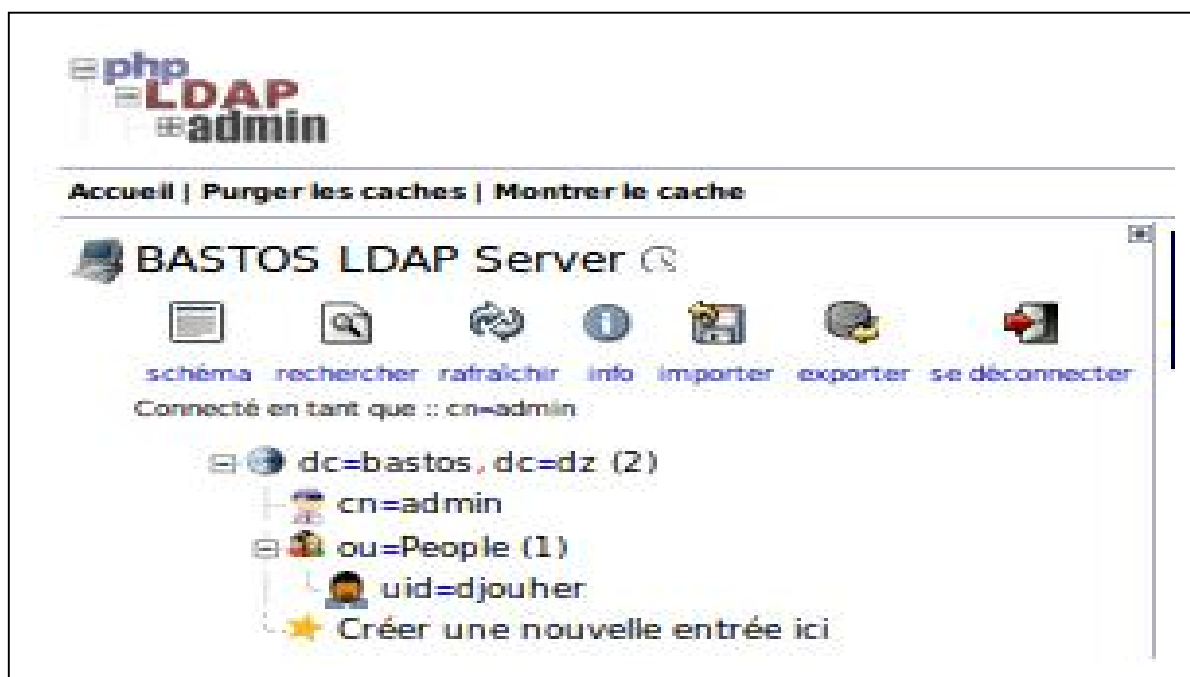 php
LDAP
admin
Accueil | Purger les caches | Montrer le cache
BASTOS LDAP Server
schéma rechercher rafraîchir info importer exporter se déconnecter
Connecté en tant que :: cn=admin
dc=bastos, dc=dz (2)
cn=admin
ou=People (1)
uid=djouher
Créer une nouvelle entrée ici